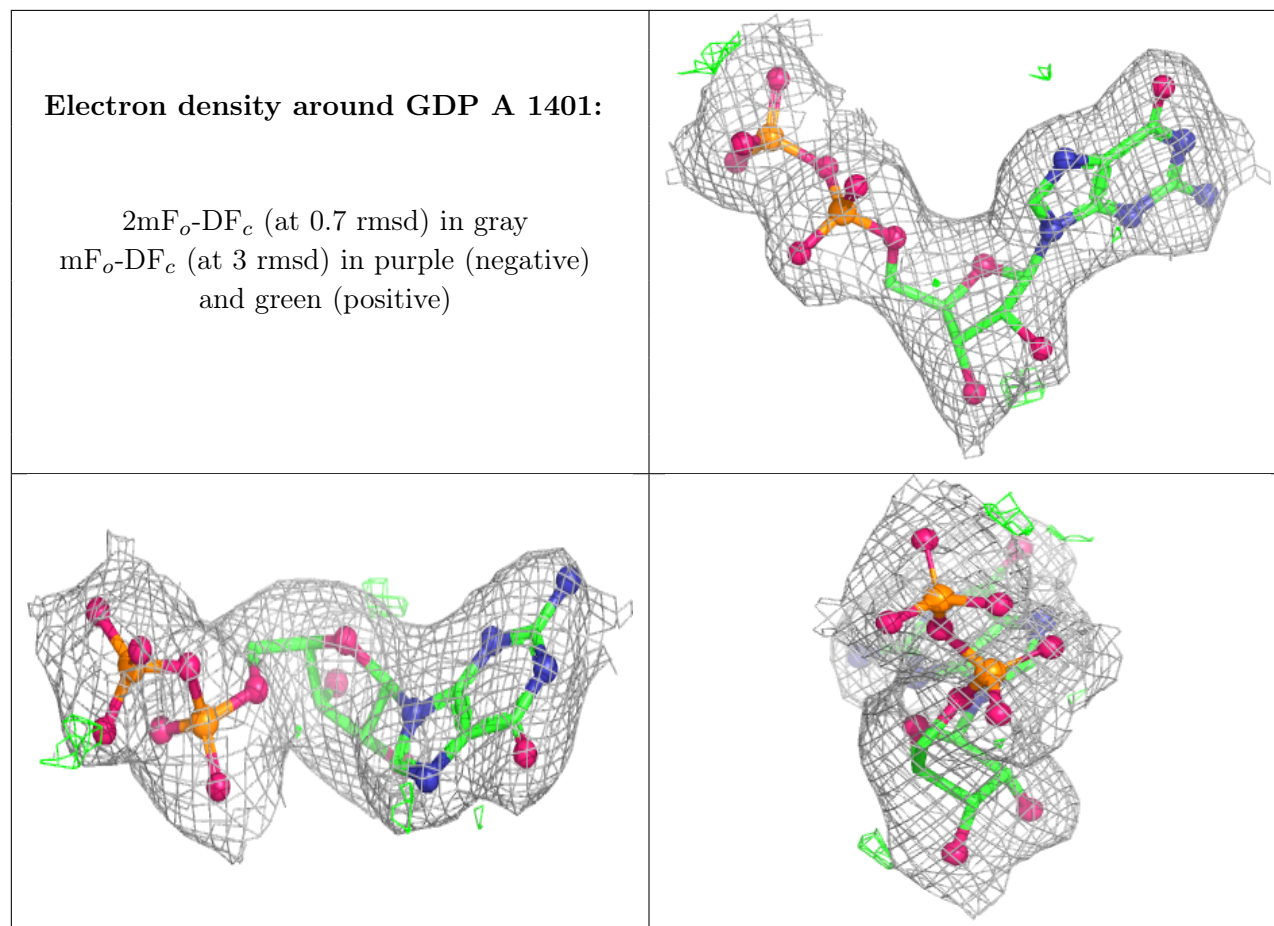 Electron density around GDP A 1401:
2mFo-DFc (at 0.7 rmsd) in gray
mFo-DFc (at 3 rmsd) in purple (negative)
and green (positive)